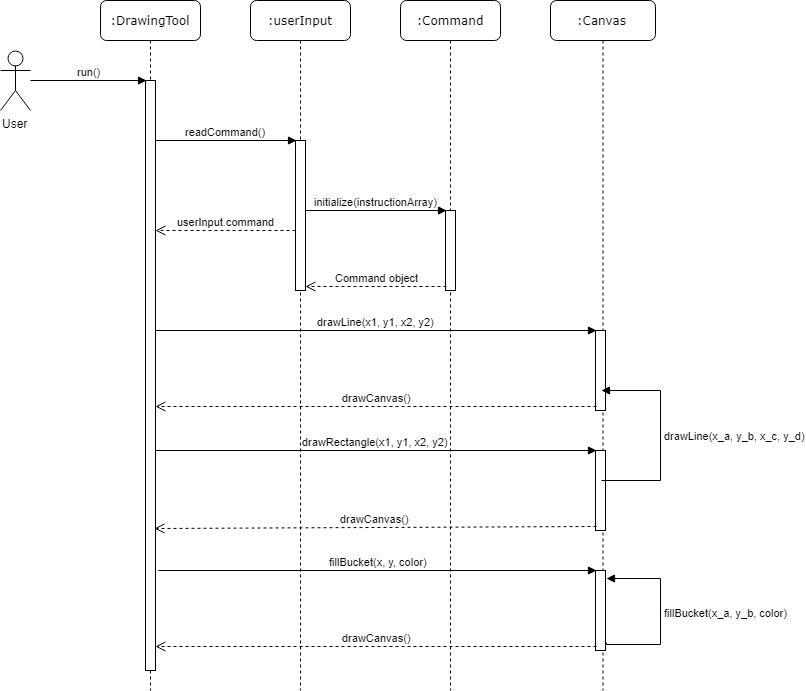 :DrawingTool
:userInput
:Command
:Canvas
run()
User
readCommand()
initialize(instructionArray)
userInput.command
Command object
drawLine(x1, y1, x2, y2)
drawCanvas()
drawLine(x_a, y_b, x_c, y_d)
drawRectangle(x1, y1, x2, y2)
drawCanvas()
fillBucket(x, y, color)
fillBucket(x_a, y_b, color)
drawCanvas()